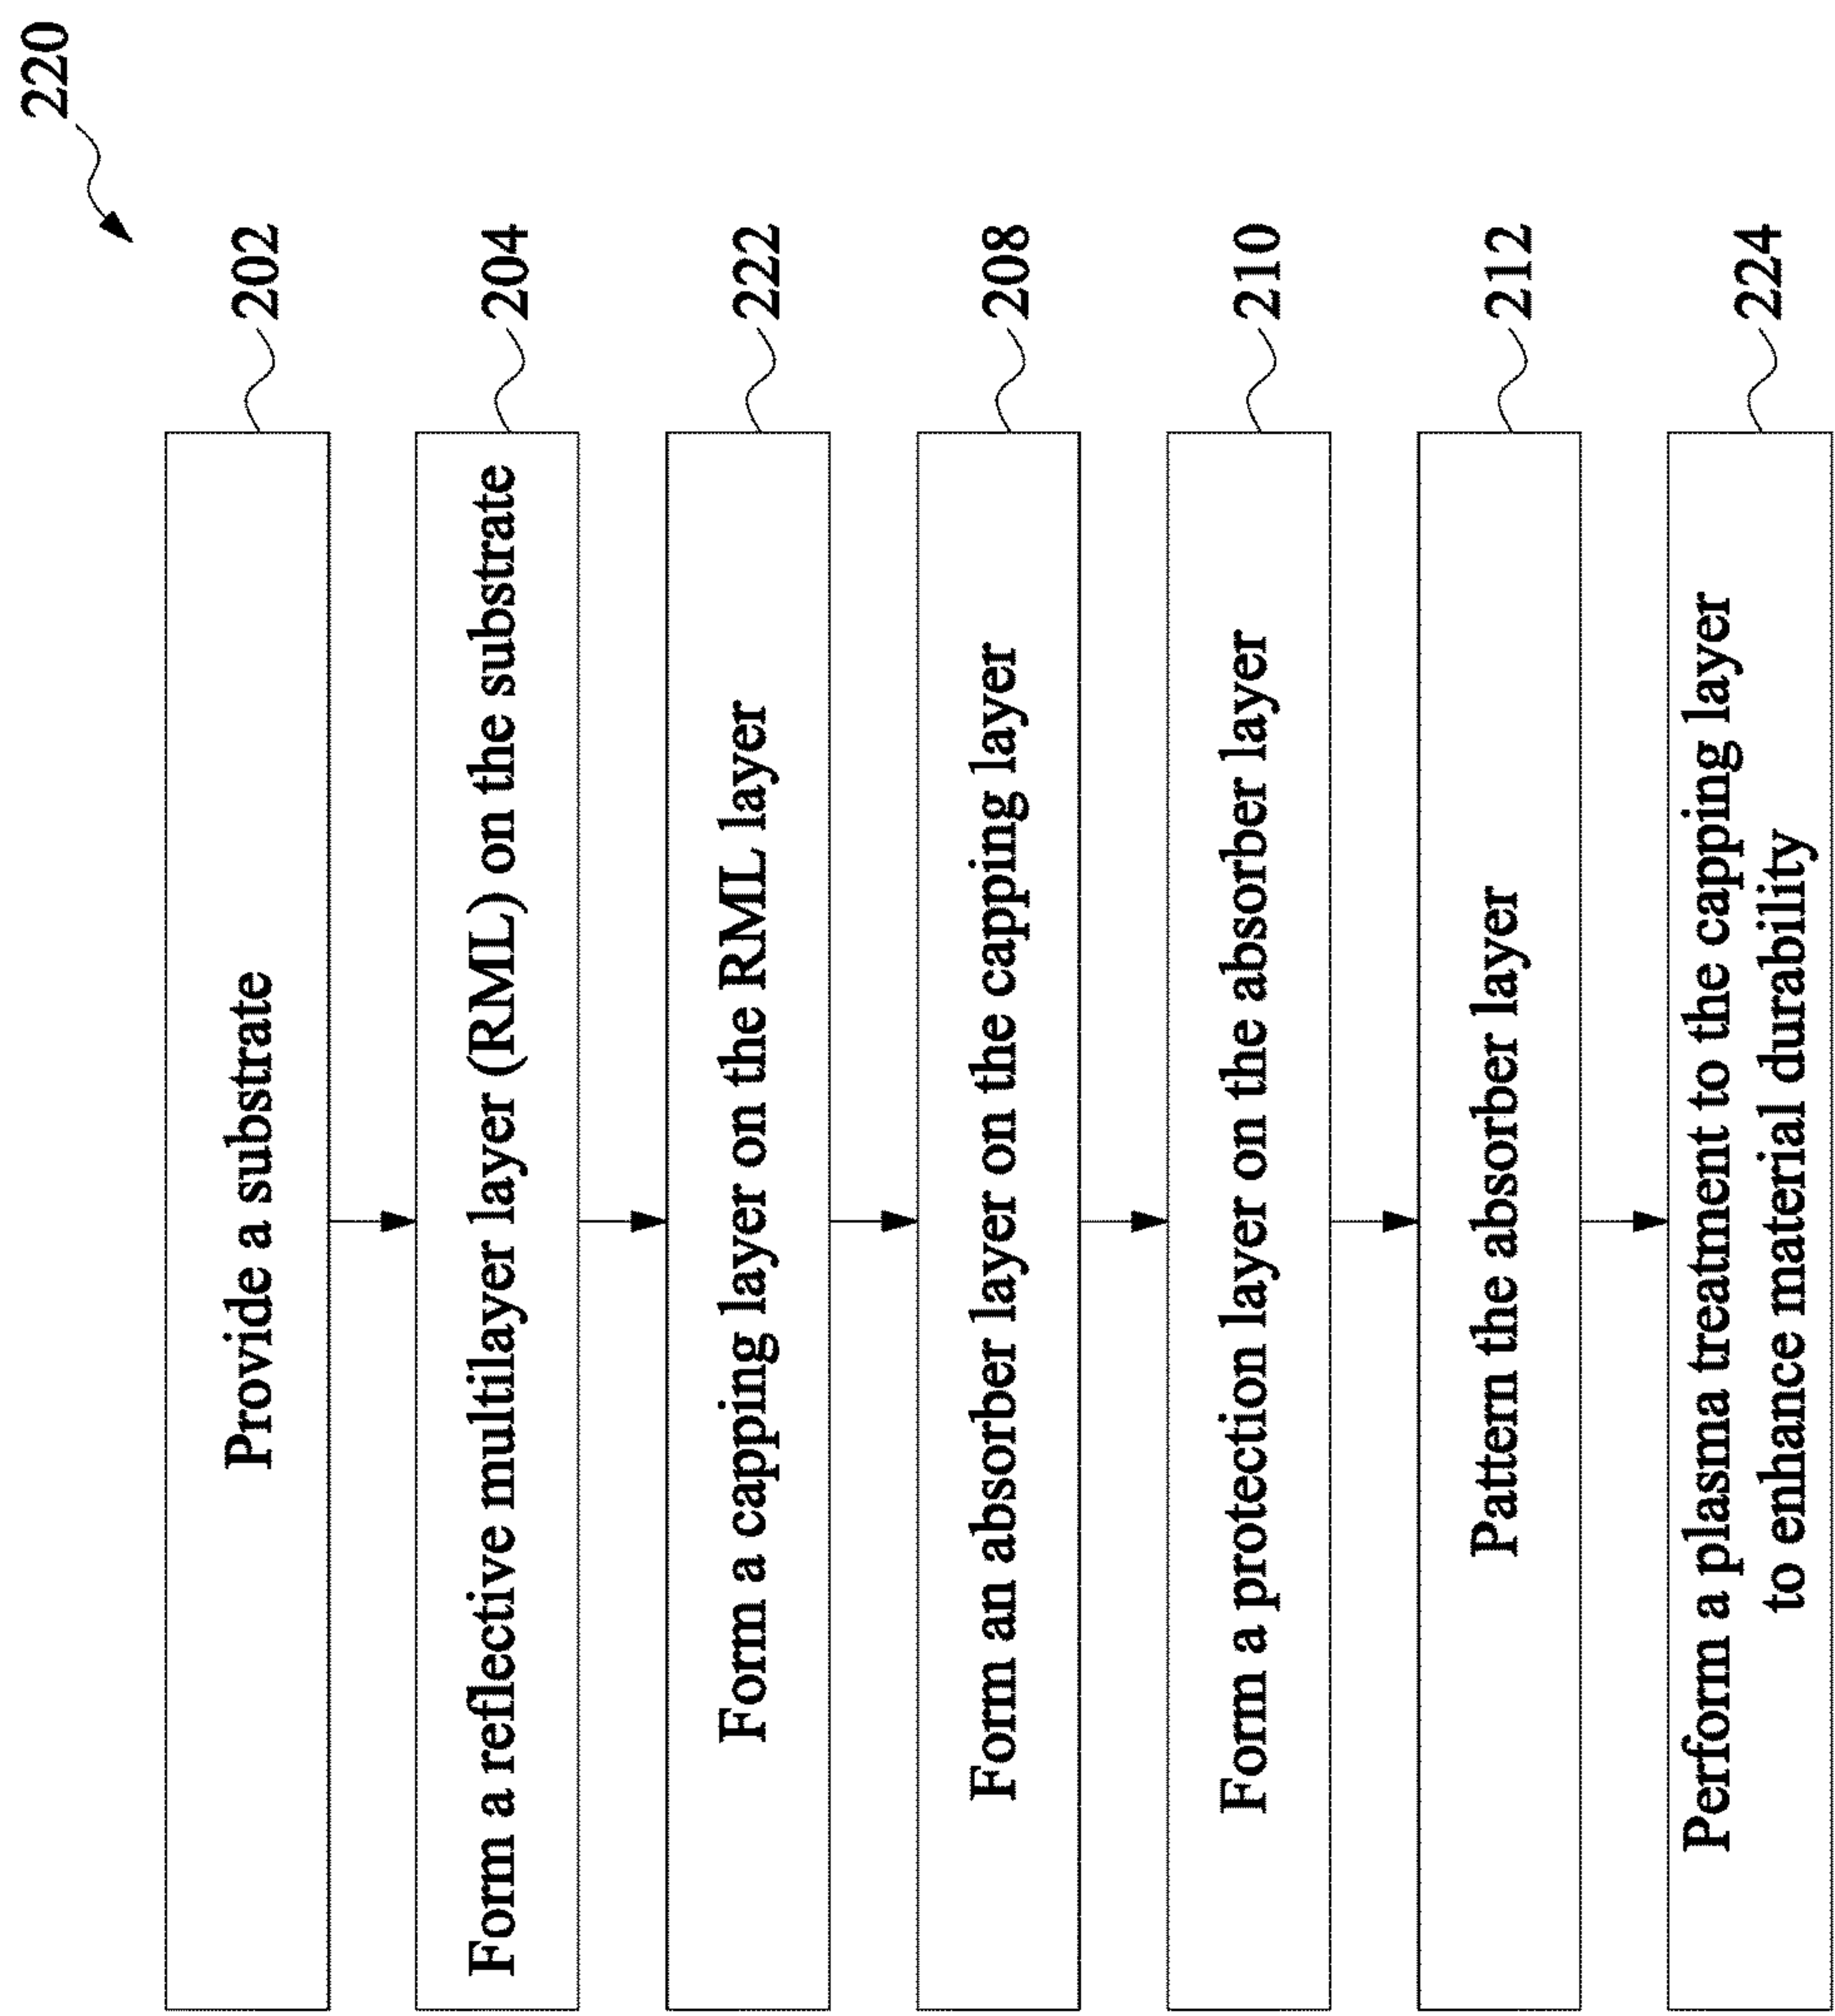 220
Provide a substrate
202
Form a reflective multilayer layer (RML) on the substrate
204
Form a capping layer on the RML layer
222
Form an absorber layer on the capping layer
208
Form a protection layer on the absorber layer
210
Pattern the absorber layer
212
Perform a plasma treatment to the capping layer
to enhance material durability
224